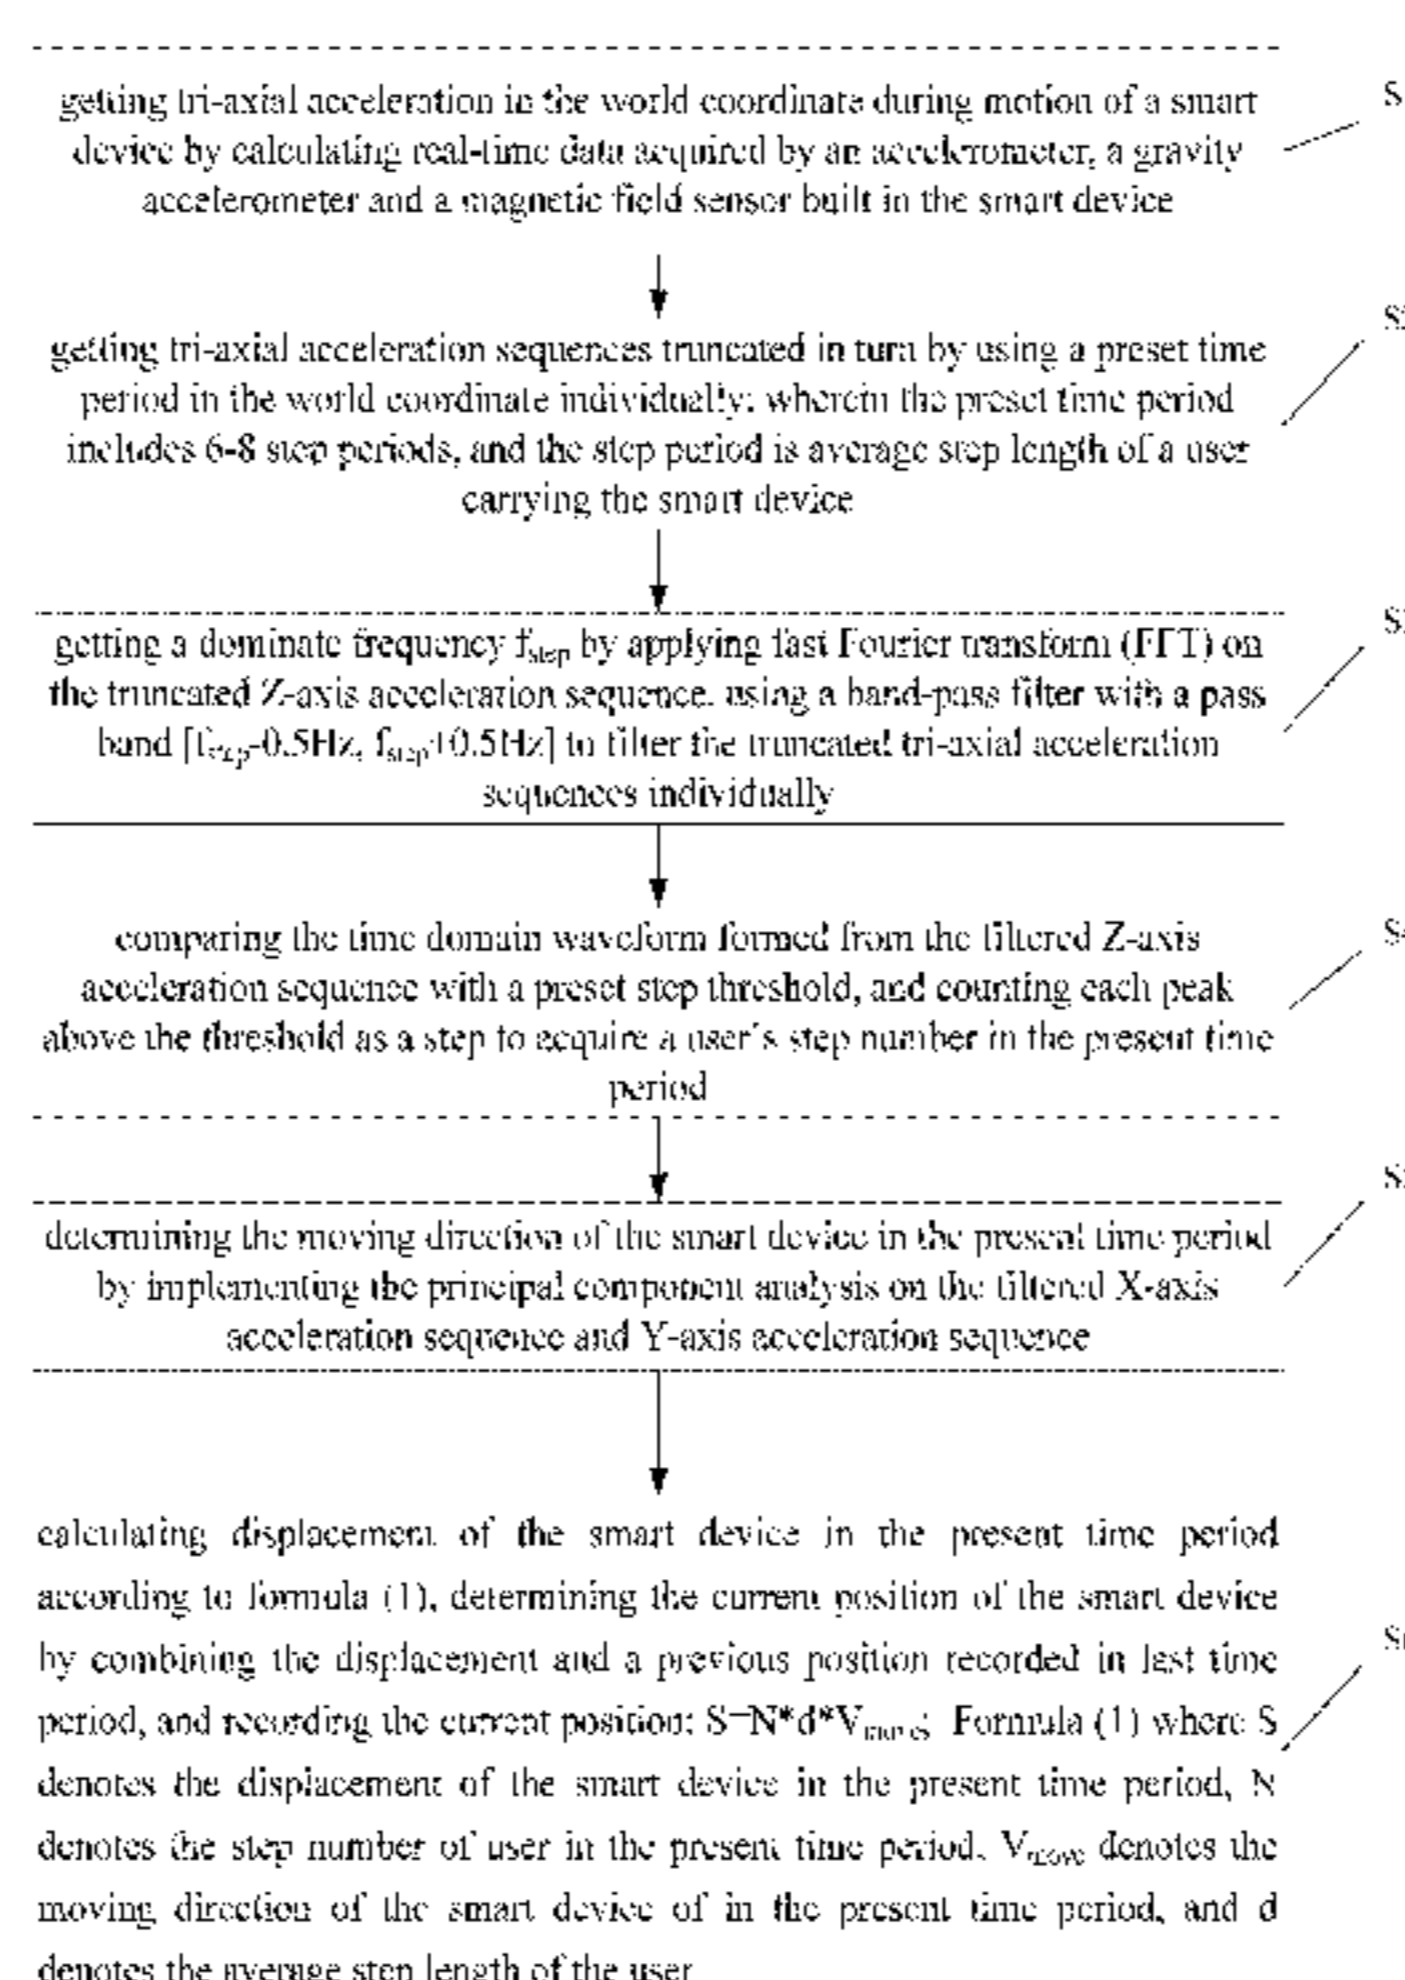 getting tri-axial acceleration in the world coordinate during motion of a smart
device by calculating real-time data acquired by an accelerometer, a gravity
accelerometer and a magnetic field sensor built in the smart device
S
getting tri-axial acceleration sequences truncated in turn by using a preset time
period in the world coordinate individually; wherein the preset time period
includes 6-8 step periods, and the step period is average step length of a user
carrying the smart device
S
getting a dominate frequency fstep by applying fast Fourier transform (FFT) on
the truncated Z-axis acceleration sequence, using a band-pass filter with a pass
band [fstep-0.5Hz, fstep+0.5Hz] to filter the truncated tri-axial acceleration
sequences individually
S
comparing the time domain waveform formed from the filtered Z-axis
acceleration sequence with a preset step threshold, and counting each peak
above the threshold as a step to acquire a user's step number in the present time
period
S
determining the moving direction of the smart device in the present time period
by implementing the principal component analysis on the filtered X-axis
acceleration sequence and Y-axis acceleration sequence
S
calculating displacement of the smart device in the present time period
according to formula (1), determining the current position of the smart device
by combining the displacement and a previous position recorded in last time
period, and recording the current position: S=N*d*Vmove; Formula (1) where S
denotes the displacement of the smart device in the present time period, N
denotes the step number of user in the present time period, Vmove denotes the
moving direction of the smart device of in the present time period, and d
denotes the average step length of the user
S